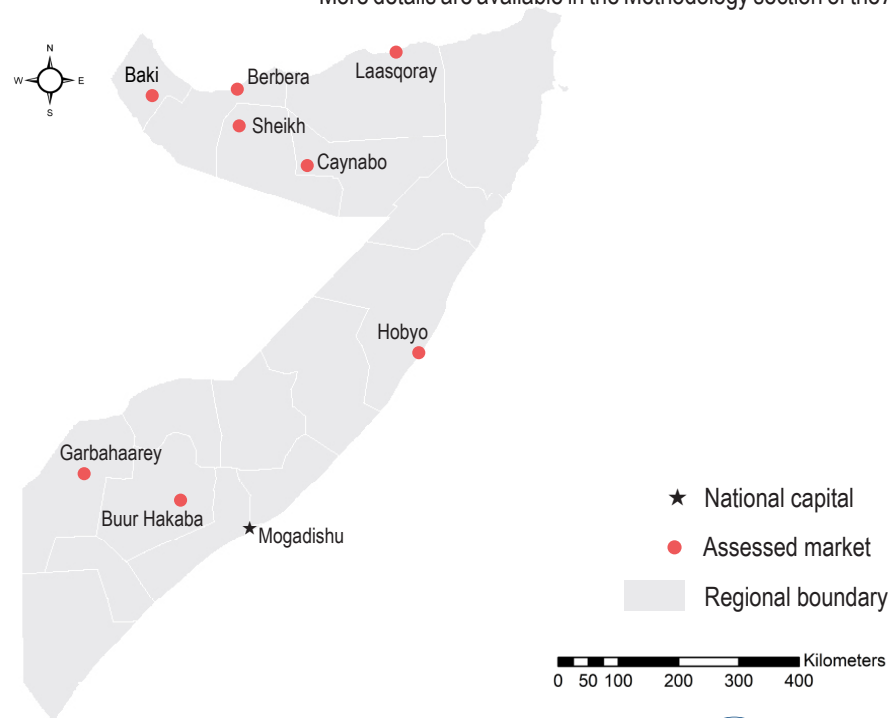 More details are available in the Methodology section of the
N
W E
S
Baki
Berbera
Laasqoray
Sheikh
Caynabo
Hobyo
Garbahaarey
Buur Hakaba
Mogadishu
National capital
Assessed market
Regional boundary
Kilometers
0 50 100 200 300 400